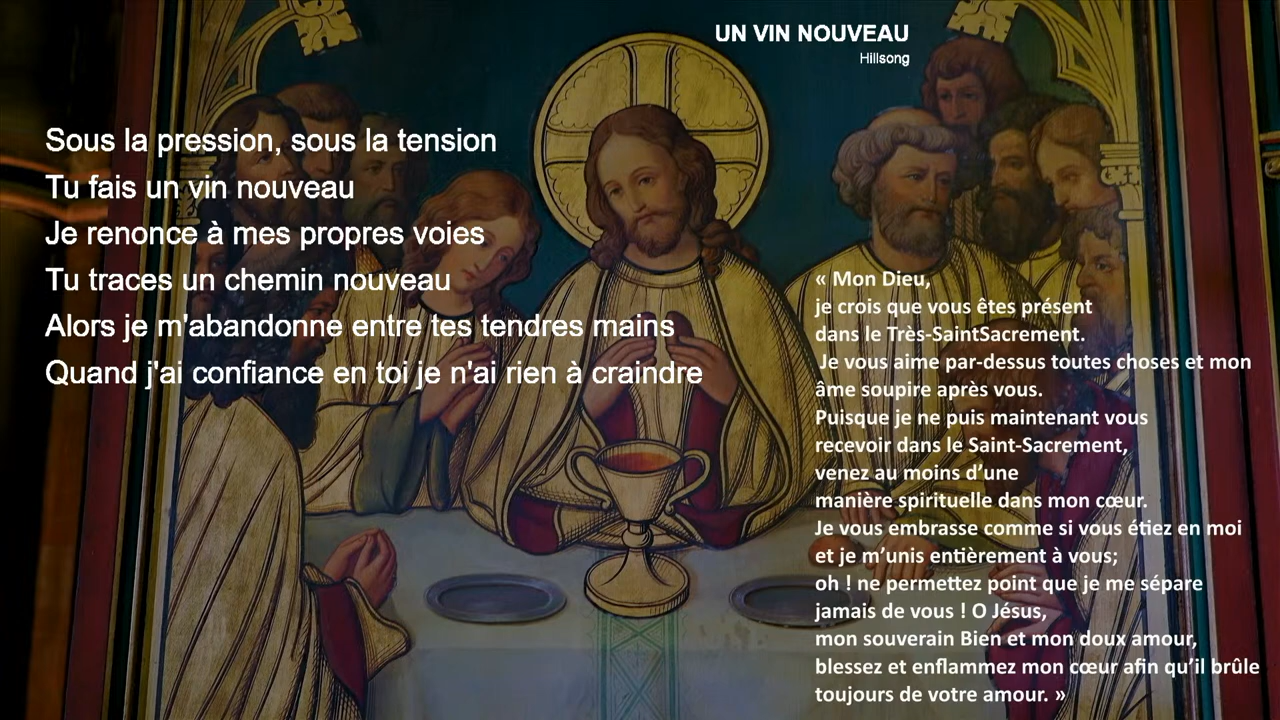 UN VIN NOUVEAU
Hillsong
Sous la pression, sous la tension
Tu fais un vin nouveau
Je renonce à mes propres voies
Tu traces un chemin nouveau
Alors je m'abandonne entre tes tendres mains
Quand j'ai confiance en toi je n'ai rien à craindre
« Mon Dieu,
je crois que vous êtes présent
dans le Très-SaintSacrement.
Je vous aime par-dessus toutes choses et mon
âme soupire après vous.
Puisque je ne puis maintenant vous
recevoir dans le Saint-Sacrement,
venez au moins d’une
manière spirituelle dans mon cœur.
Je vous embrasse comme si vous étiez en moi
et je m’unis entièrement à vous;
oh ! ne permettez point que je me sépare
jamais de vous ! O Jésus,
mon souverain Bien et mon doux amour,
blessez et enflammez mon cœur afin qu’il brûle
toujours de votre amour. »